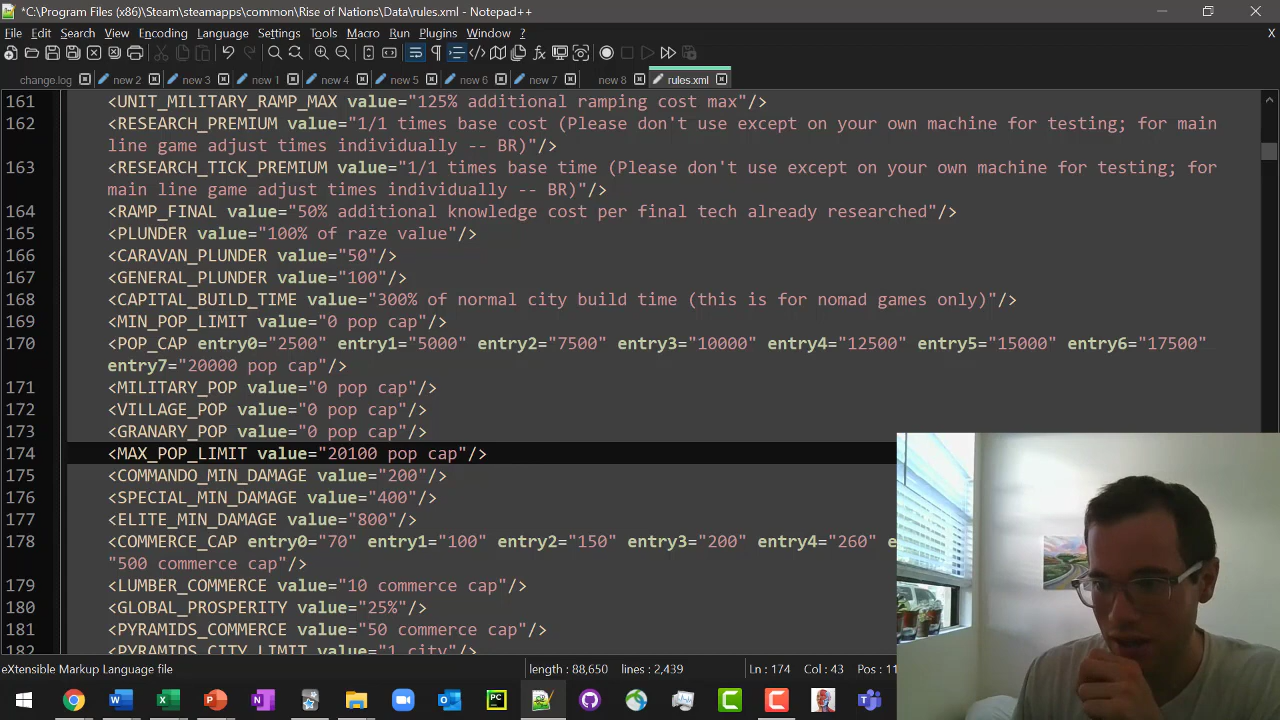 *C:\Program Files (x86)\Steam\steamapps\common\Rise of Nations\Data\rules.xml - Notepad++
File Edit Search View Encoding Language Settings Tools Macro Run Plugins Window ? X
change.log new 2 new 3 new 1 new 4 new 5 new 6 new 7 new 8 rules.xml
161 <UNIT_MILITARY_RAMP_MAX value="125% additional ramping cost max"/>
162 <RESEARCH_PREMIUM value="1/1 times base cost (Please don't use except on your own machine for testing; for main
line game adjust times individually -- BR)"/>
163 <RESEARCH_TICK_PREMIUM value="1/1 times base time (Please don't use except on your own machine for testing; for
main line game adjust times individually -- BR)"/>
164 <RAMP_FINAL value="50% additional knowledge cost per final tech already researched"/>
165 <PLUNDER value="100% of raze value"/>
166 <CARAVAN_PLUNDER value="50"/>
167 <GENERAL_PLUNDER value="100"/>
168 <CAPITAL_BUILD_TIME value="300% of normal city build time (this is for nomad games only)"/>
169 <MIN_POP_LIMIT value="0 pop cap"/>
170 <POP_CAP entry0="2500" entry1="5000" entry2="7500" entry3="10000" entry4="12500" entry5="15000" entry6="17500"
entry7="20000 pop cap"/>
171 <MILITARY_POP value="0 pop cap"/>
172 <VILLAGE_POP value="0 pop cap"/>
173 <GRANARY_POP value="0 pop cap"/>
174 <MAX_POP_LIMIT value="20100 pop cap"/>
175 <COMMANDO_MIN_DAMAGE value="200"/>
176 <SPECIAL_MIN_DAMAGE value="400"/>
177 <ELITE_MIN_DAMAGE value="800"/>
178 <COMMERCE_CAP entry0="70" entry1="100" entry2="150" entry3="200" entry4="260" e
"500 commerce cap"/>
179 <LUMBER_COMMERCE value="10 commerce cap"/>
180 <GLOBAL_PROSPERITY value="25%"/>
181 <PYRAMIDS_COMMERCE value="50 commerce cap"/>
182 <PYRAMIDS_CITY_LIMIT value="1 city"/>
eXtensible Markup Language file length : 88,650 lines : 2,439 Ln : 174 Col : 43 Pos : 11